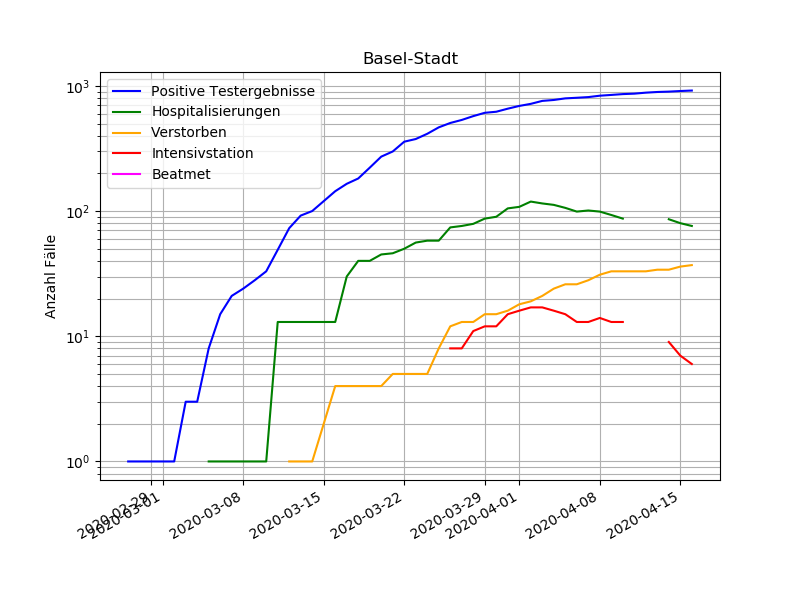 Basel-Stadt
Positive Testergebnisse
Hospitalisierungen
Verstorben
Intensivstation
Beatmet
Anzahl Fälle
10³
10²
10¹
10⁰
2020-02-29
2020-03-01
2020-03-08
2020-03-15
2020-03-22
2020-03-29
2020-04-01
2020-04-08
2020-04-15